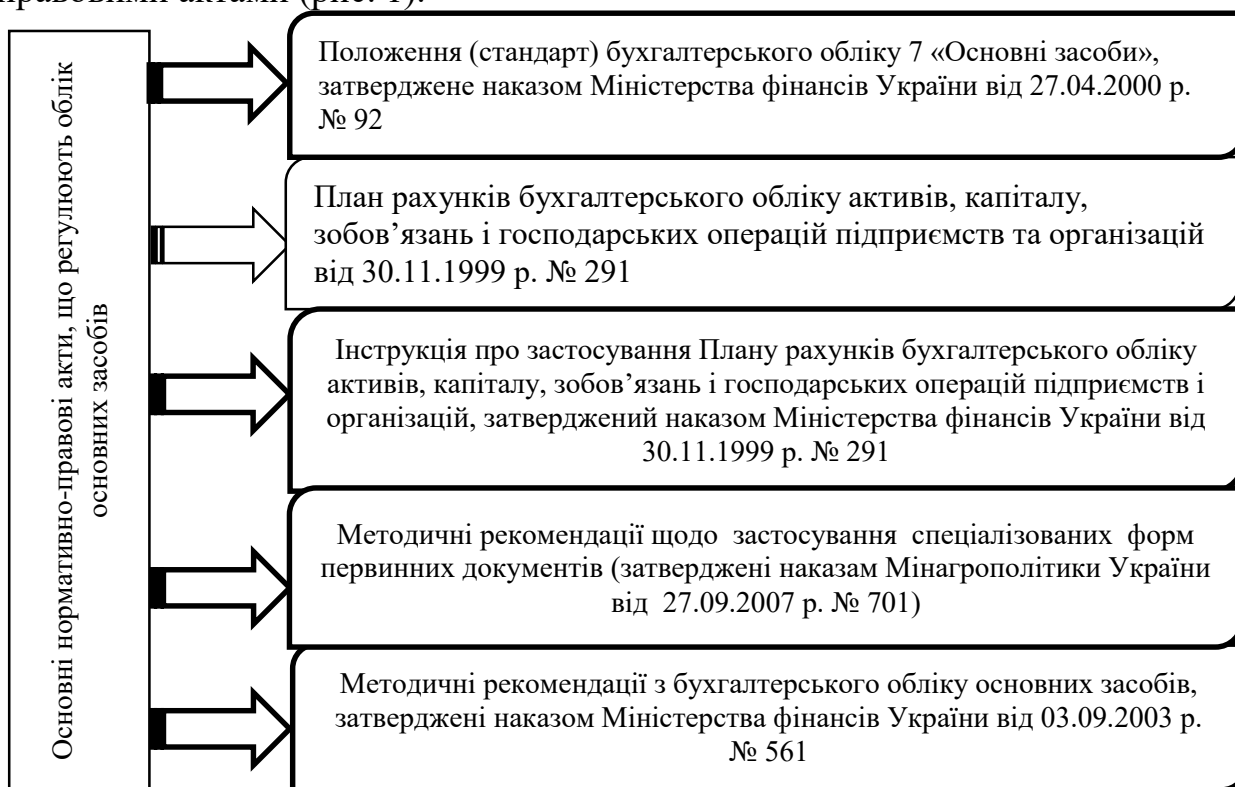 правовими актами (рис. 1).
Основні нормативно-правові акти, що регулюють облік
основних засобів
Положення (стандарт) бухгалтерського обліку 7 «Основні засоби»,
затверджене наказом Міністерства фінансів України від 27.04.2000 р.
№ 92
План рахунків бухгалтерського обліку активів, капіталу,
зобов’язань і господарських операцій підприємств та організацій
від 30.11.1999 р. № 291
Інструкція про застосування Плану рахунків бухгалтерського обліку
активів, капіталу, зобов’язань і господарських операцій підприємств і
організацій, затверджений наказом Міністерства фінансів України від
30.11.1999 р. № 291
Методичні рекомендації щодо застосування спеціалізованих форм
первинних документів (затверджені наказам Мінагрополітики України
від 27.09.2007 р. № 701)
Методичні рекомендації з бухгалтерського обліку основних засобів,
затверджені наказом Міністерства фінансів України від 03.09.2003 р.
№ 561